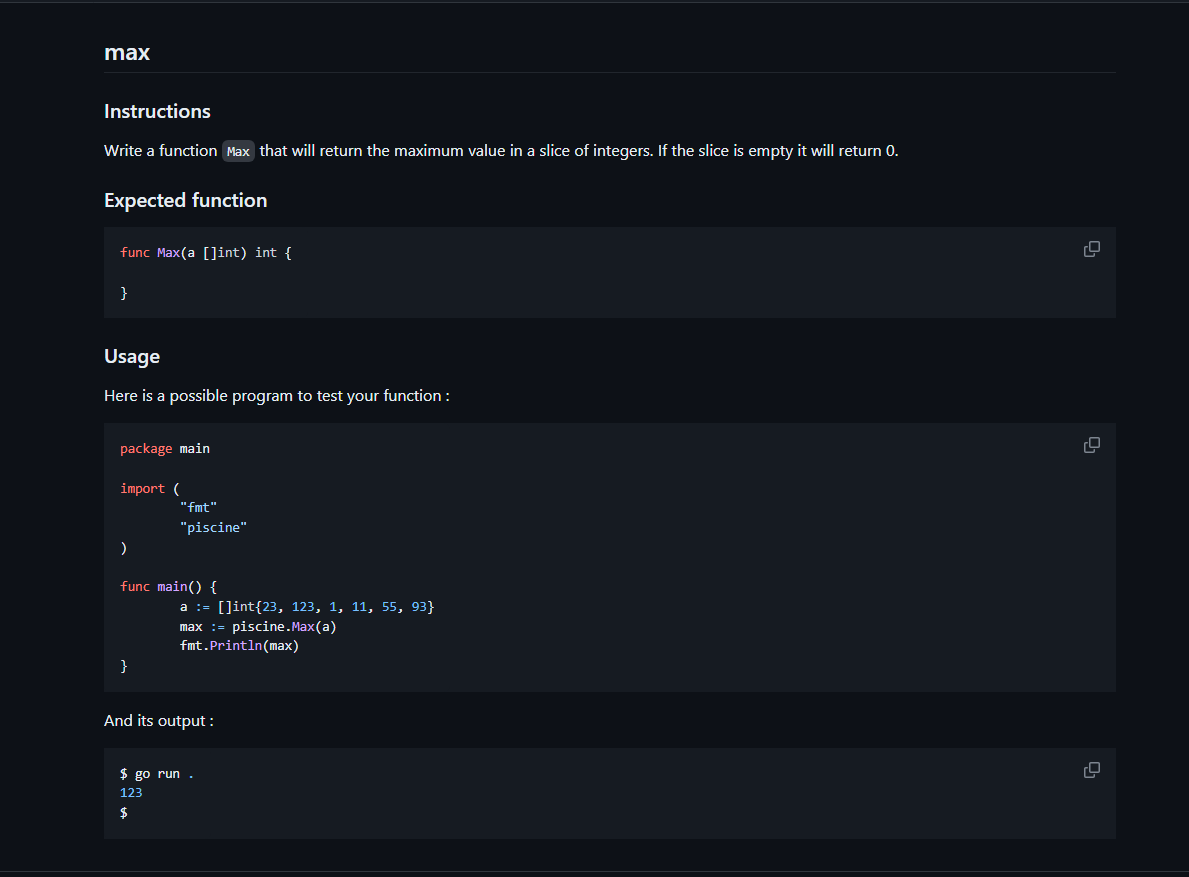 max
Instructions
Write a function Max that will return the maximum value in a slice of integers. If the slice is empty it will return 0.
Expected function
func Max(a []int) int {
}
Usage
Here is a possible program to test your function :
package main
import (
"fmt"
"piscine"
)
func main() {
a := []int{23, 123, 1, 11, 55, 93}
max := piscine.Max(a)
fmt.Println(max)
}
And its output :
$ go run .
123
$